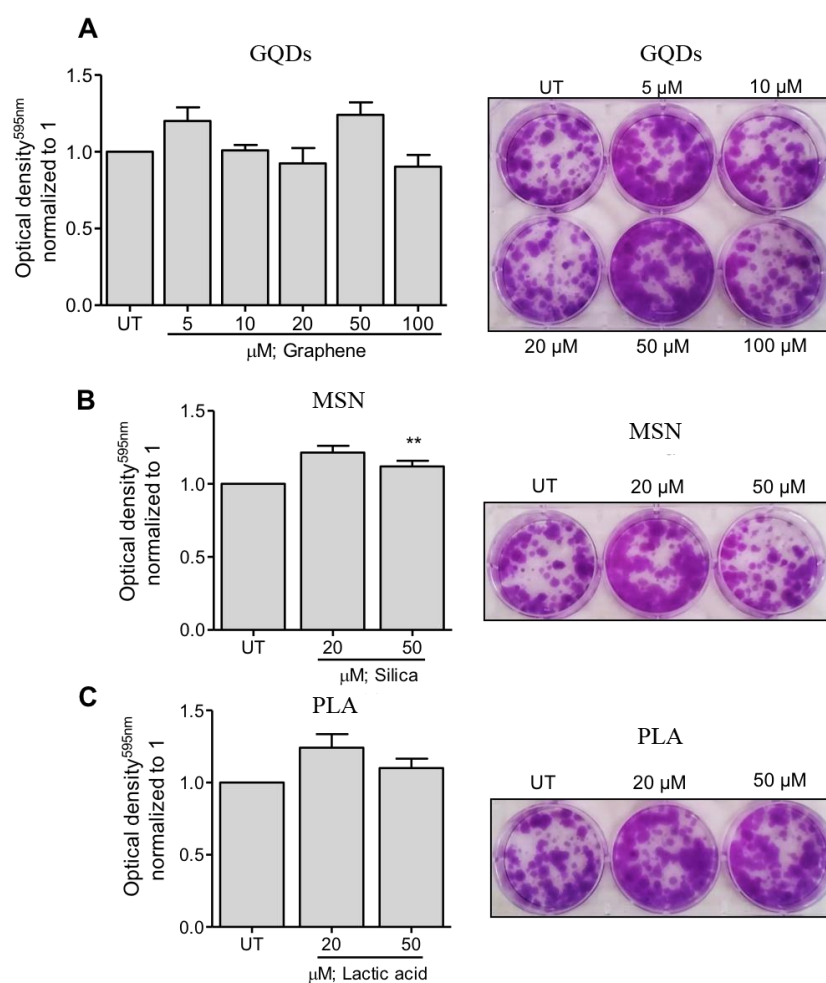 A
GQDs
Optical density595nm
normalized to 1
1.5
1.0
0.5
0.0
UT
5
10
20
50
100
µM; Graphene
GQDs
UT 5 µM 10 µM
20 µM 50 µM 100 µM
B
MSN
Optical density595nm
normalized to 1
1.5
1.0
0.5
0.0
**
UT
20
50
µM; Silica
MSN
UT 20 µM 50 µM
C
PLA
Optical density595nm
normalized to 1
1.5
1.0
0.5
0.0
UT
20
50
µM; Lactic acid
PLA
UT 20 µM 50 µM